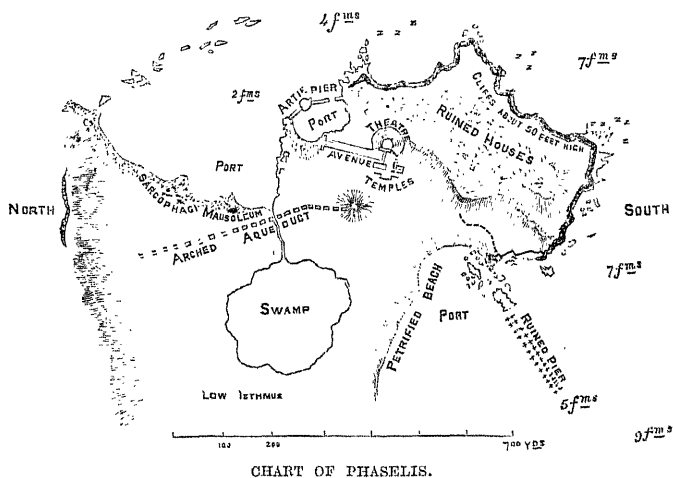 4 fms
z z
z z z
7 fms
2 fms
ARTIF PIER
PORT
CLIFFS ABOUT 50 FEET HIGH
THEATRE
RUINED HOUSES
AVENUE
TEMPLES
PORT
SARCOPHAGI
MAUSOLEUM
NORTH
SOUTH
ARCHED AQUEDUCT
7 fms
SWAMP
PETRIFIED BEACH
PORT
RUINED PIER
LOW ISTHMUS
5 fms
9 fms
100 200 700 YDS
CHART OF PHASELIS.